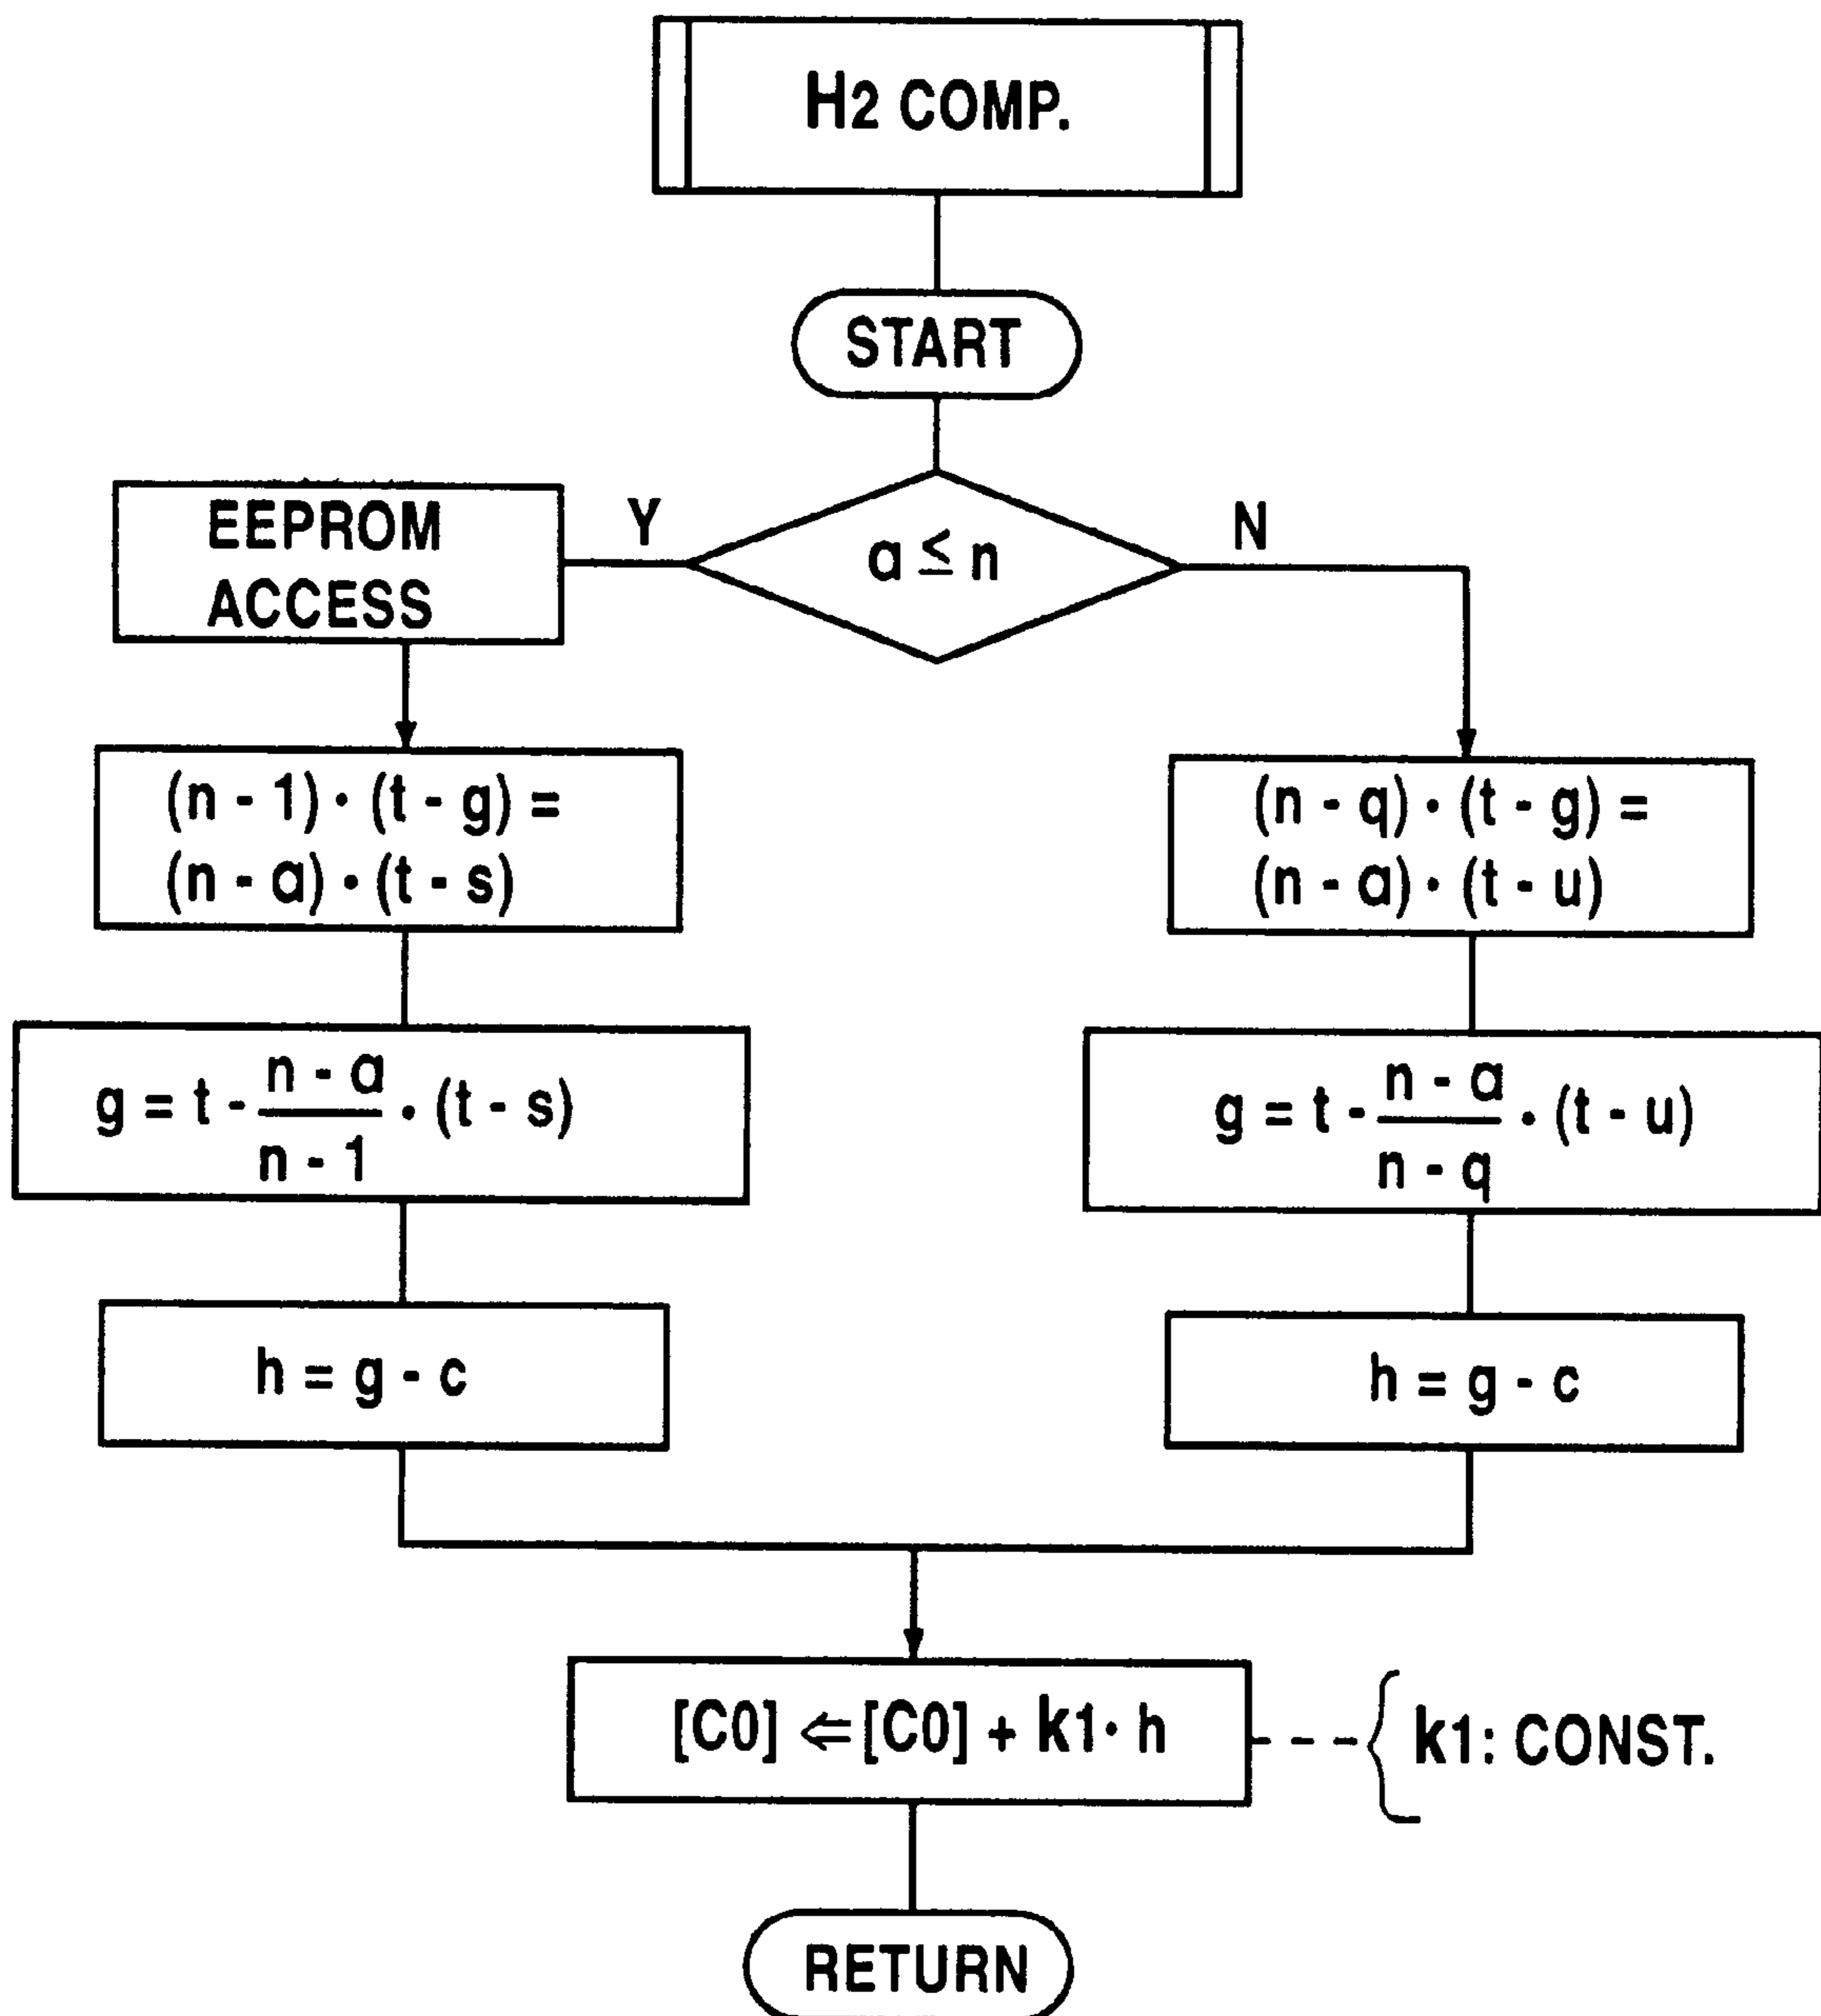 H2 COMP.
START
a ≤ n
Y
N
EEPROM
ACCESS
(n - 1) • (t - g) =
(n - a) • (t - s)
g = t - n - a / n - 1 • (t - s)
h = g - c
(n - q) • (t - g) =
(n - a) • (t - u)
g = t - n - a / n - q • (t - u)
h = g - c
[C0] ⇐ [C0] + k1• h
k1: CONST.
RETURN